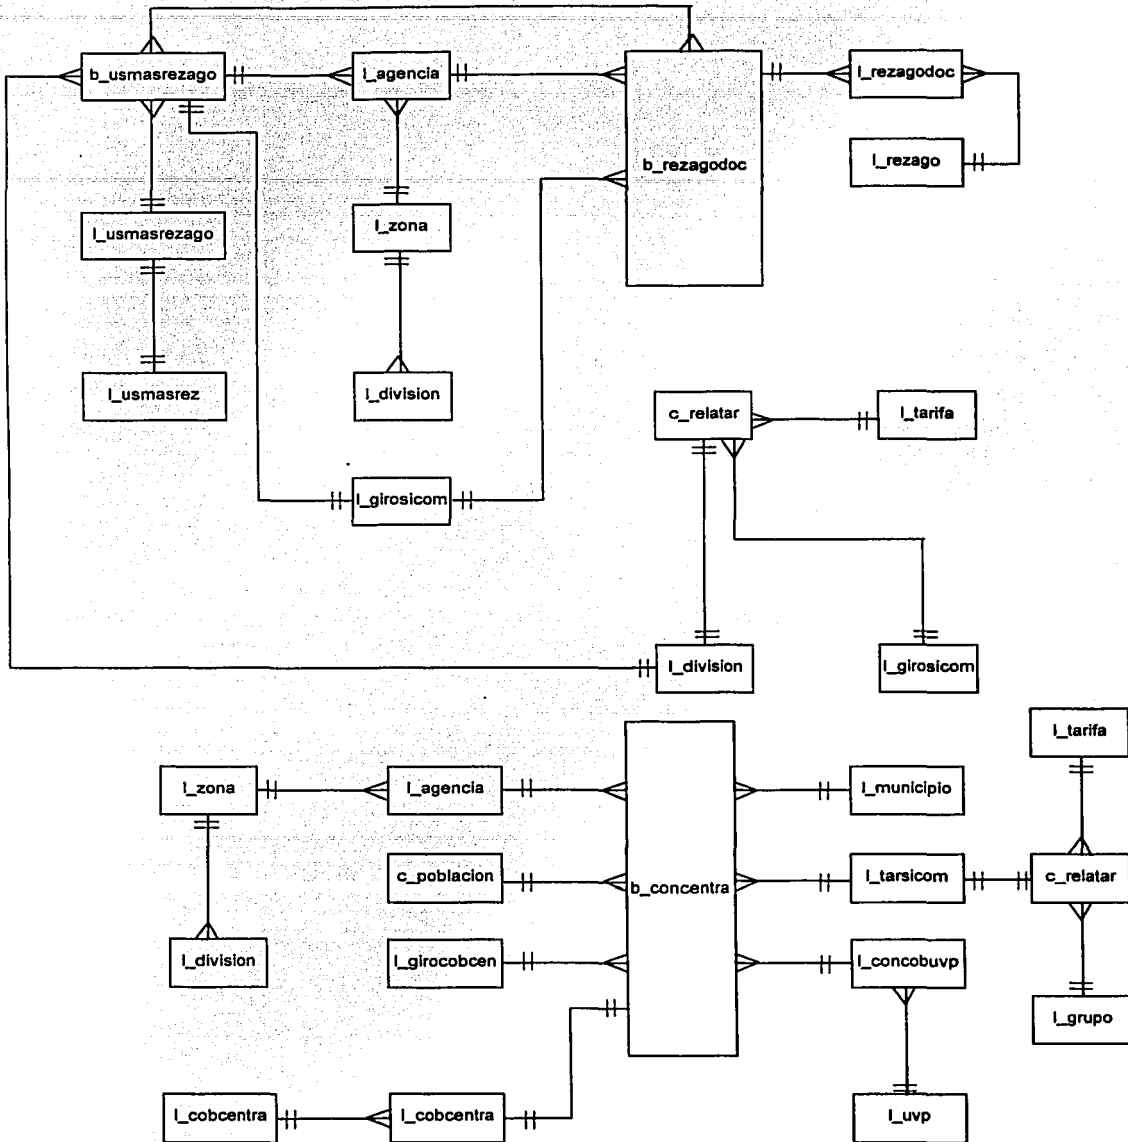 b_usmasrezago
l_agencia
l_rezagodoc
b_rezagodoc
l_rezago
l_usmasrezago
l_zona
l_usmasrez
l_division
c_relatar
l_tarifa
l_girosicom
l_division
l_girosicom
l_tarifa
l_zona
l_agencia
l_municipio
c_poblacion
b_concentra
l_tarsicom
c_relatar
l_division
l_girocobcen
l_concobuvp
l_grupo
l_cobcentra
l_cobcentra
l_uvp